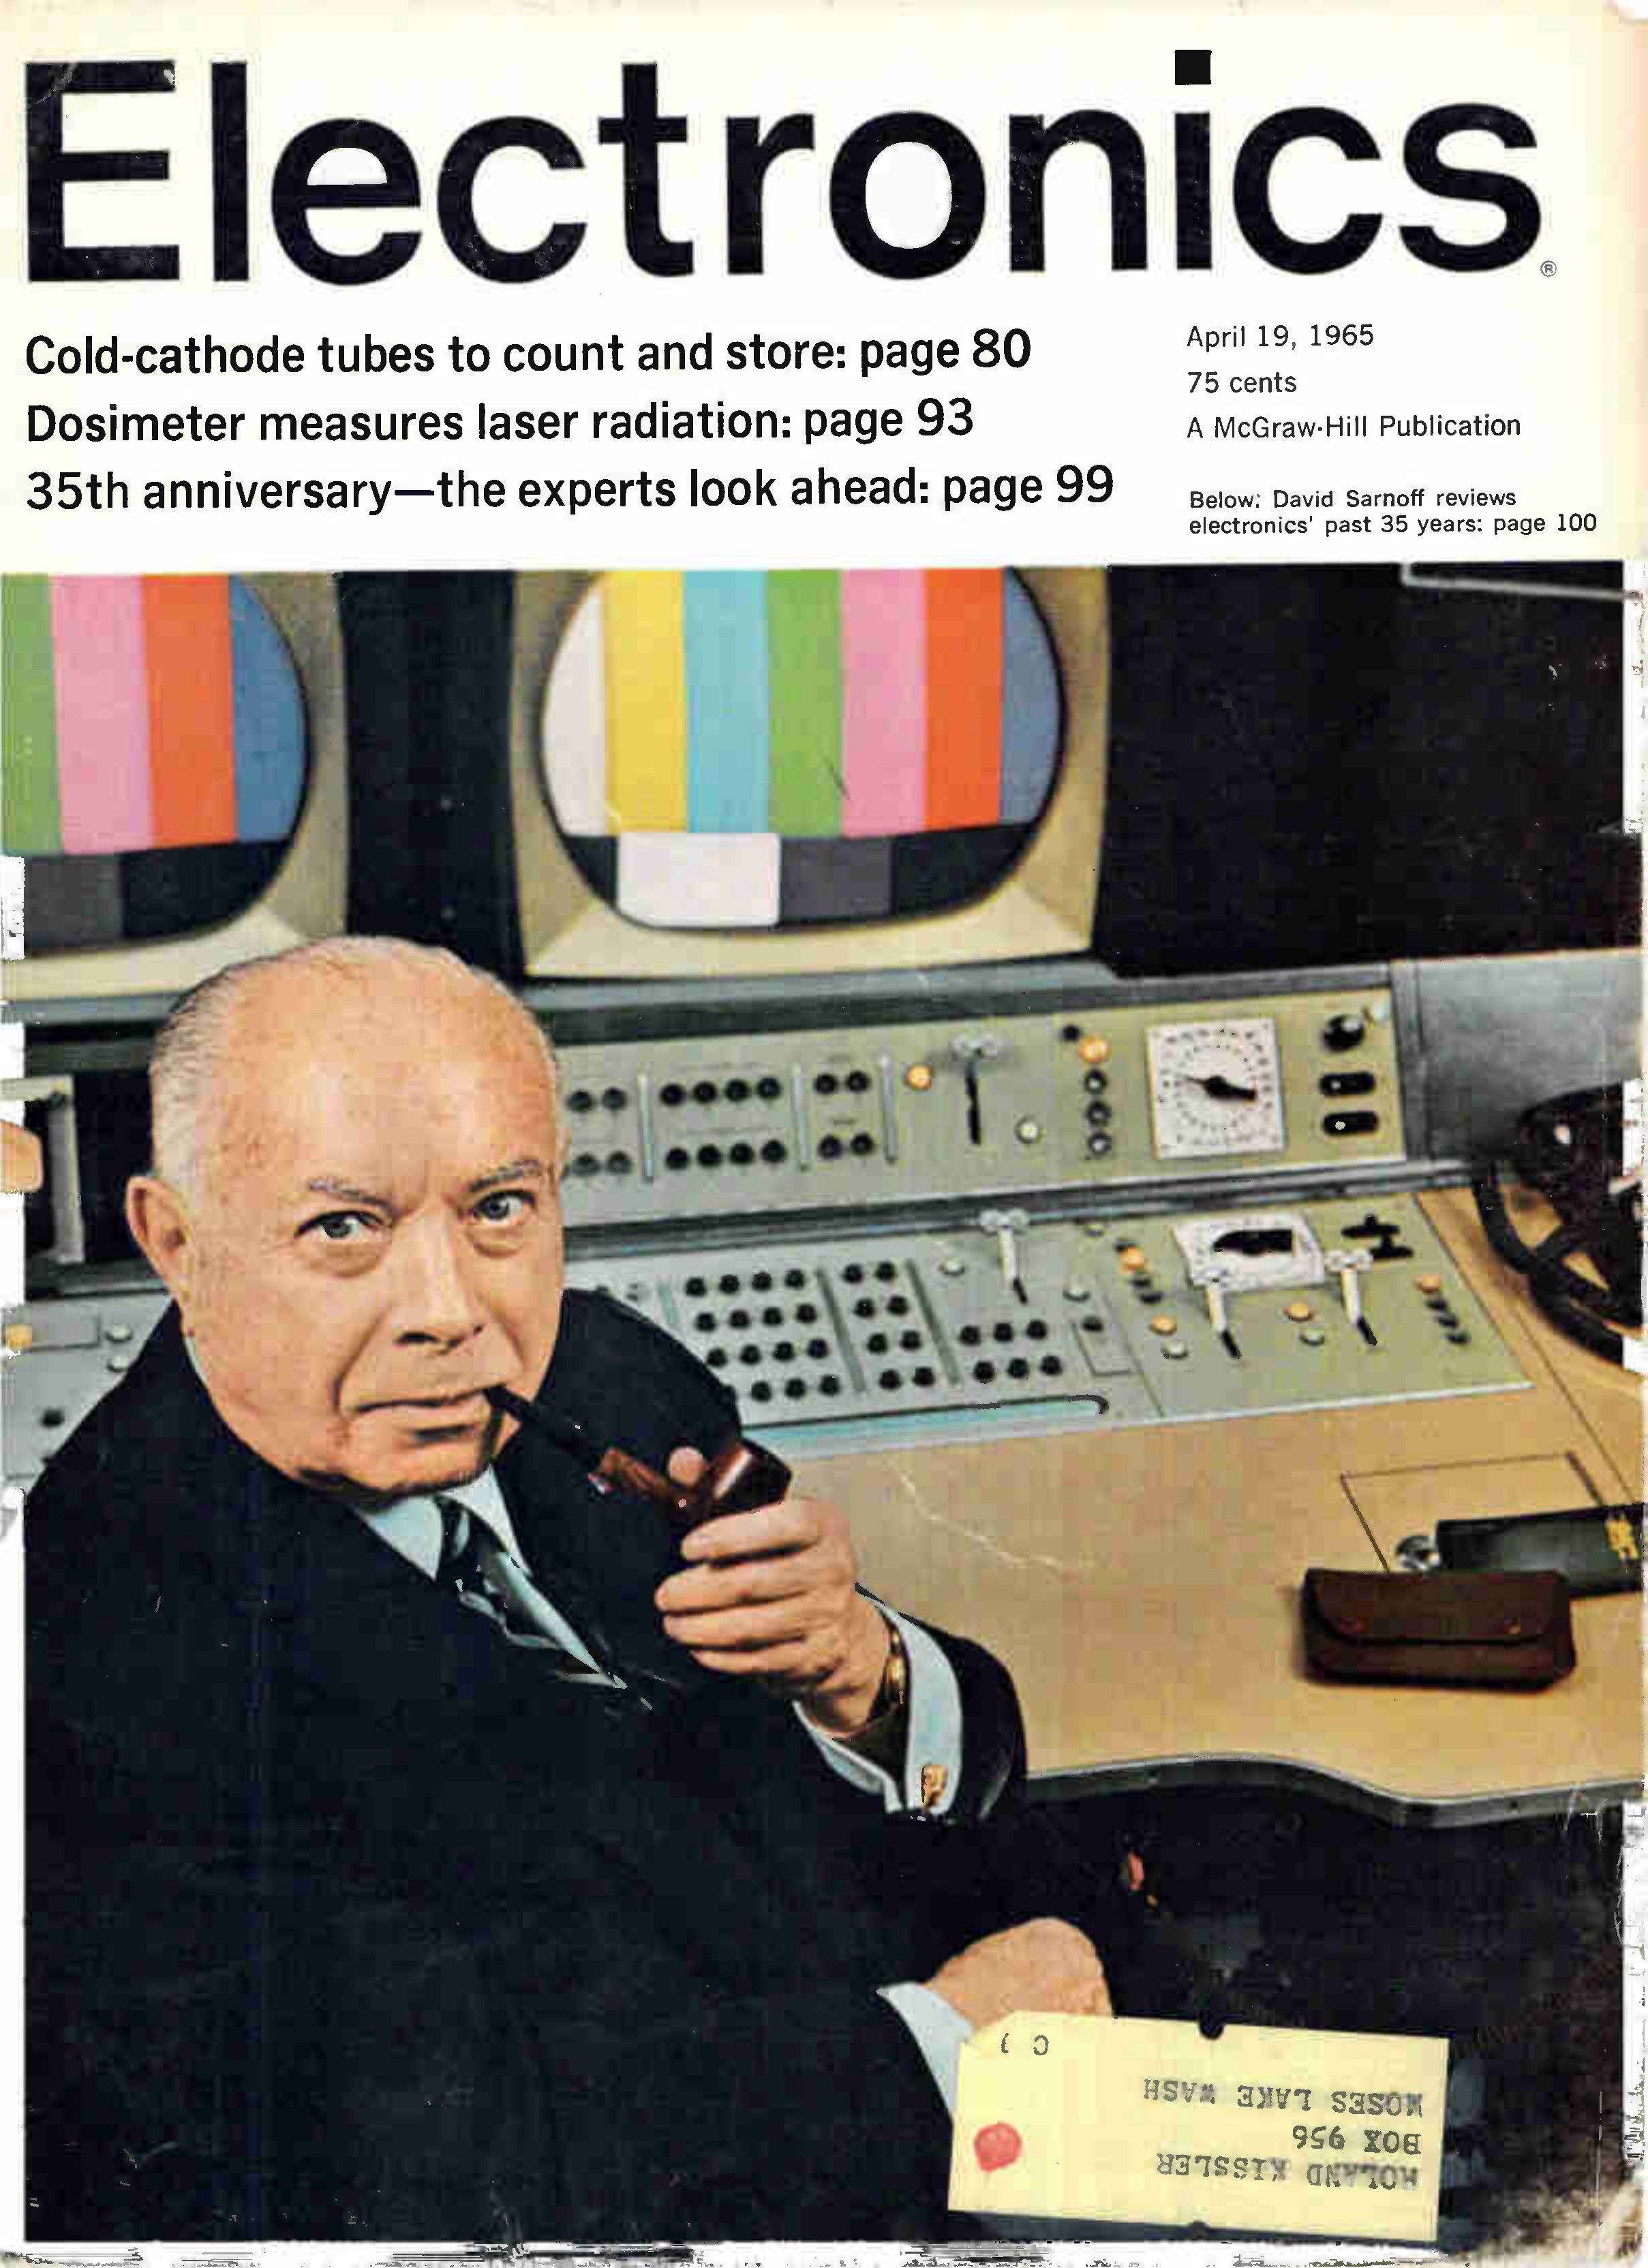 Electronics®
Cold-cathode tubes to count and store: page 80
Dosimeter measures laser radiation: page 93
35th anniversary—the experts look ahead: page 99
April 19, 1965
75 cents
A McGraw-Hill Publication
Below: David Sarnoff reviews
electronics' past 35 years: page 100
KISSLER
BOX 956
MOSES LAKE WASH